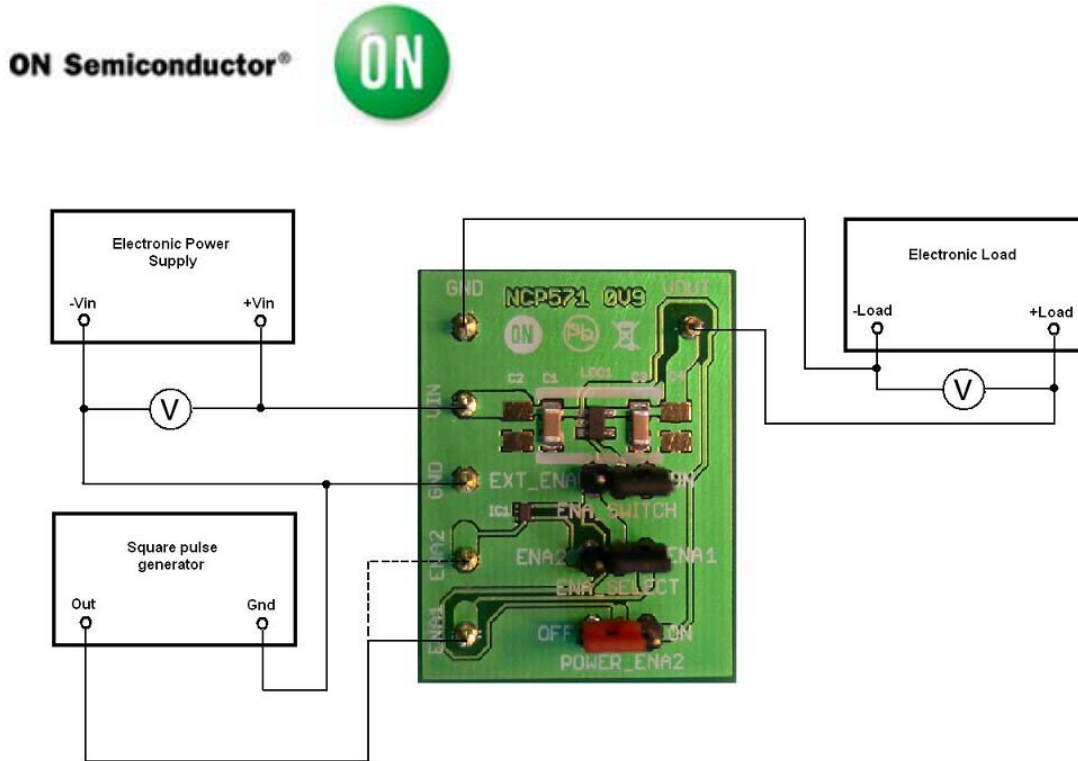 ON Semiconductor®
ON
Electronic Power
Supply
-Vin
+Vin
V
Electronic Load
-Load
+Load
V
GND
NCP571 0V9
VOUT
ON
Pb
C2
C1
C3
VIN
GND
EXT_ENA
ENA_SWITCH
IC1
ENA2
ENA2
ENA1
ENA_SELECT
ENA1
OFF
ON
POWER_ENA2
Square pulse
generator
Out
Gnd